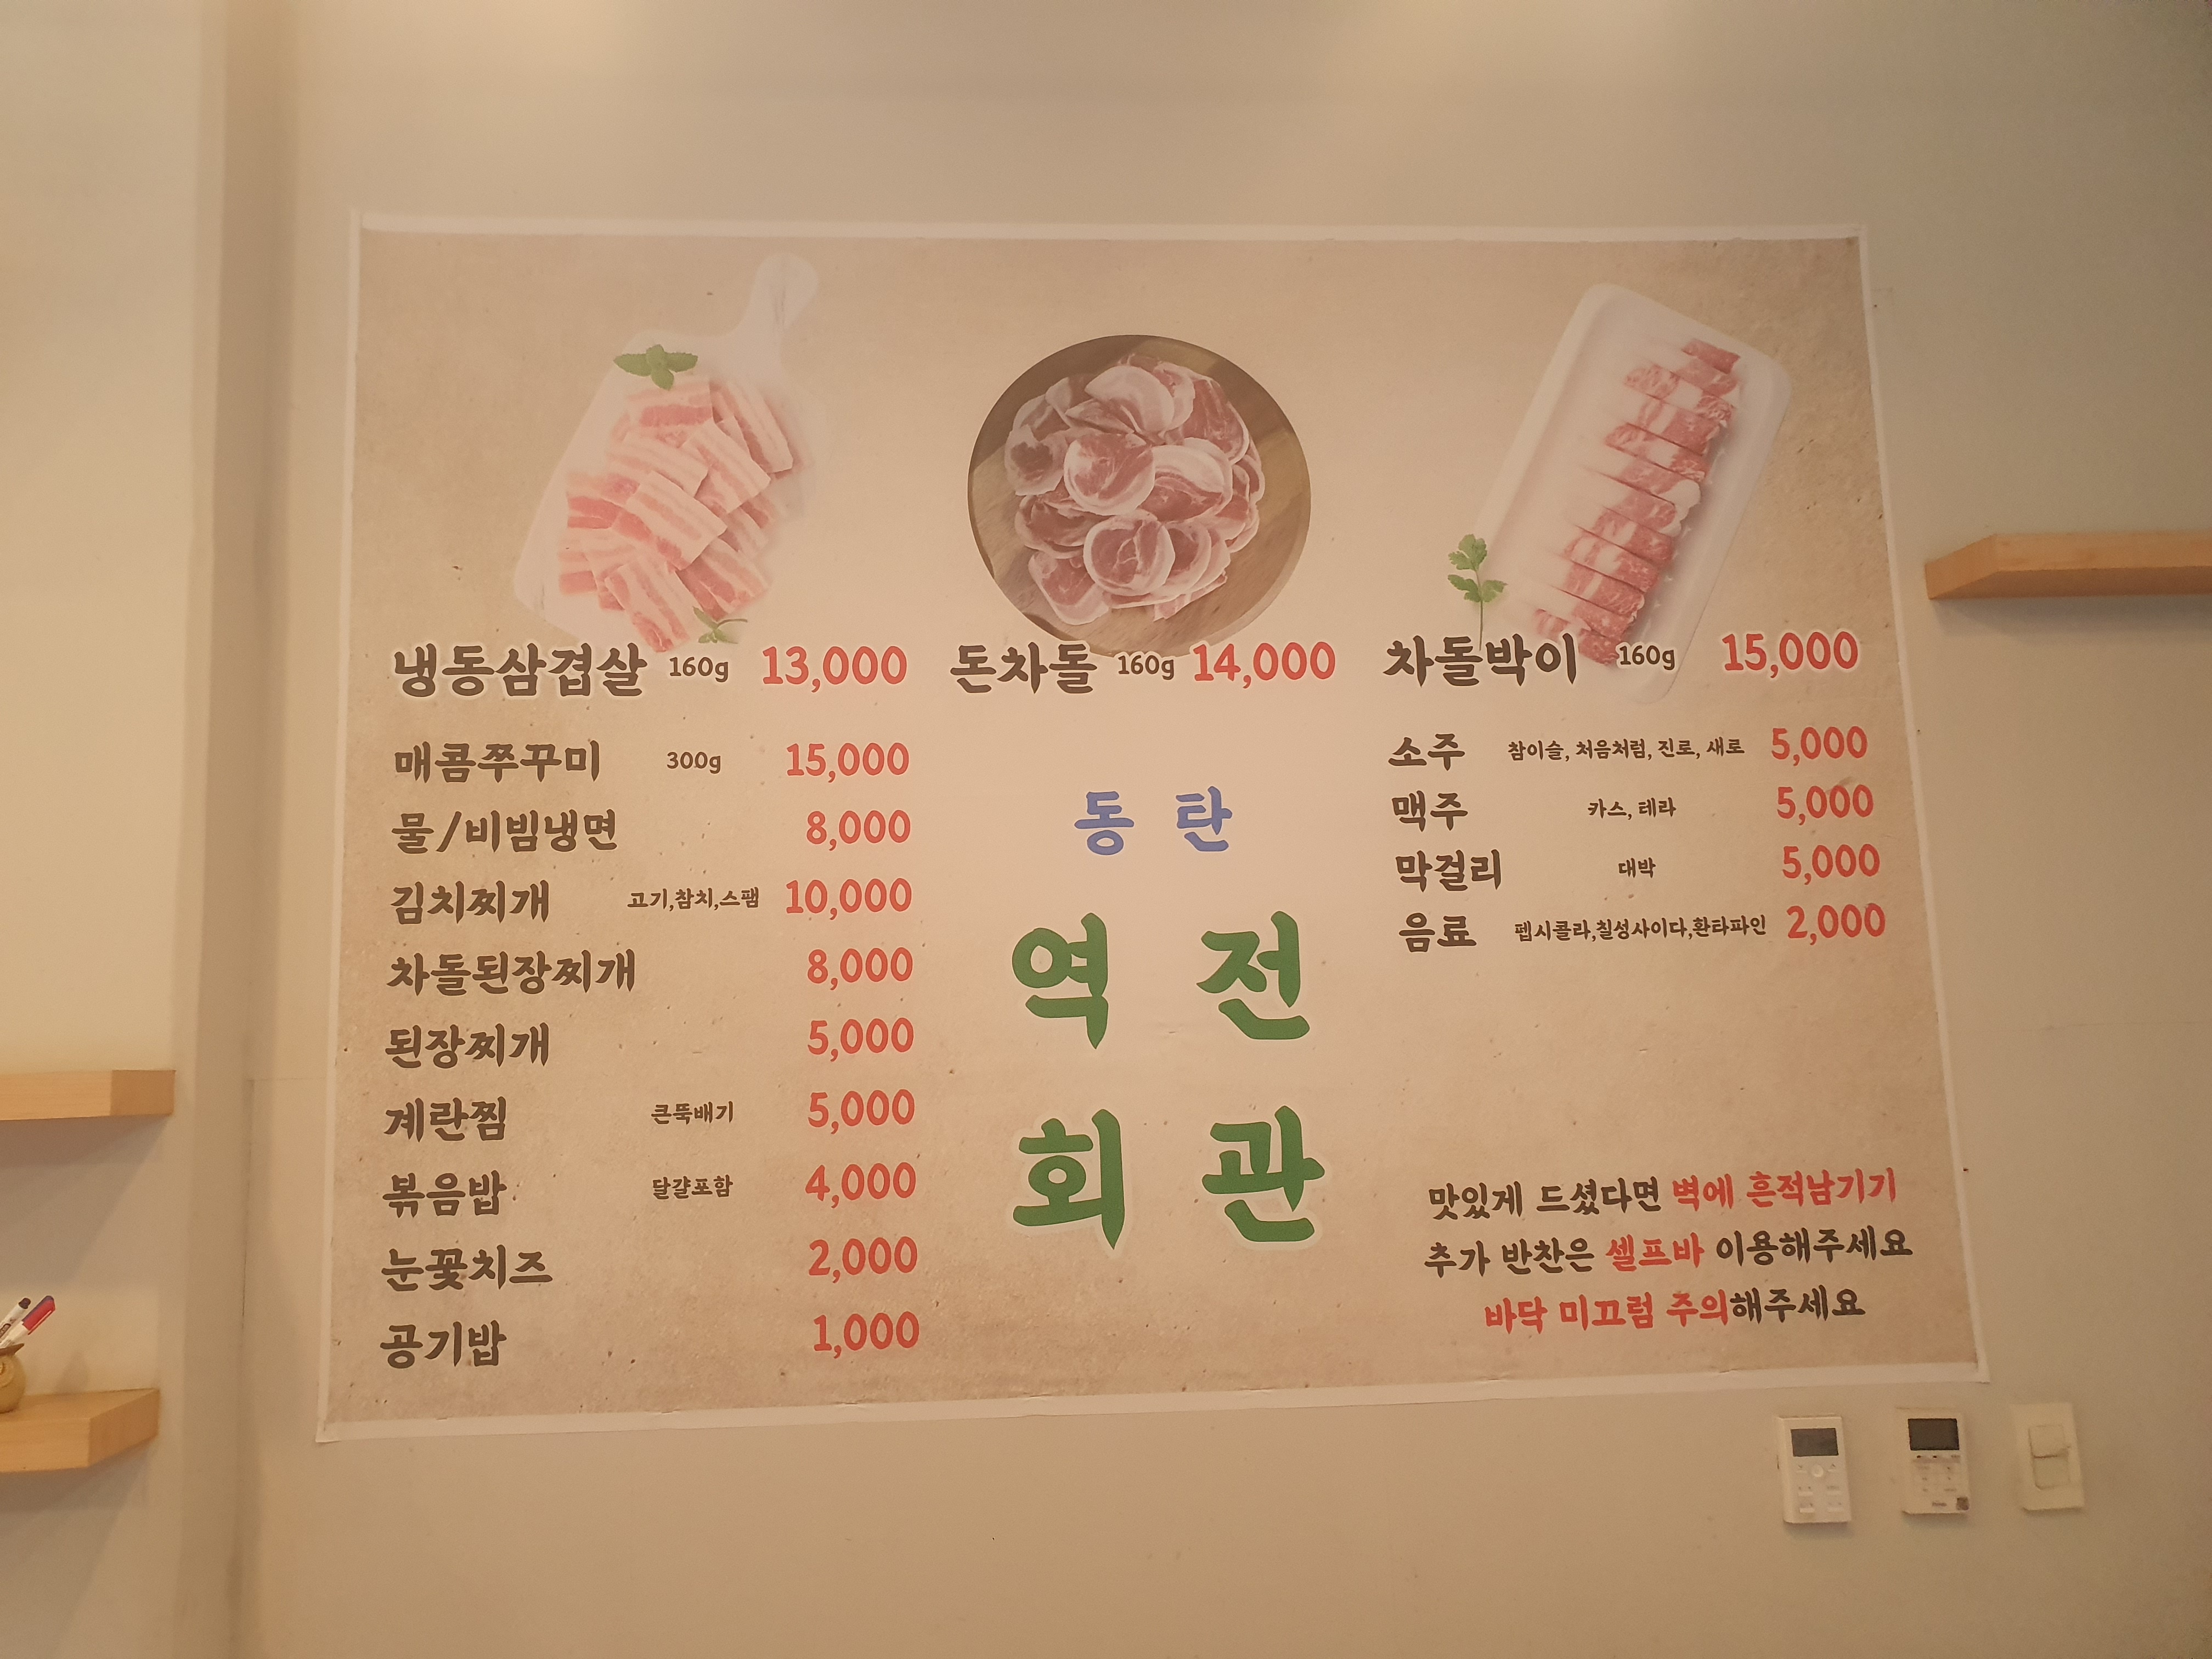 냉동삼겹살 160g 13,000
돈차돌 160g 14,000
차돌박이 160g 15,000
매콤쭈꾸미 300g 15,000
물/비빔냉면 8,000
김치찌개 고기,참치,스팸 10,000
차돌된장찌개 8,000
된장찌개 5,000
계란찜 큰뚝배기 5,000
볶음밥 달걀포함 4,000
눈꽃치즈 2,000
공기밥 1,000
동탄
역전
회관
소주 참이슬, 처음처럼, 진로, 새로 5,000
맥주 카스, 테라 5,000
막걸리 대박 5,000
음료 펩시콜라,칠성사이다,환타파인 2,000
맛있게 드셨다면 벽에 흔적남기기
추가 반찬은 셀프바 이용해주세요
바닥 미끄럼 주의해주세요